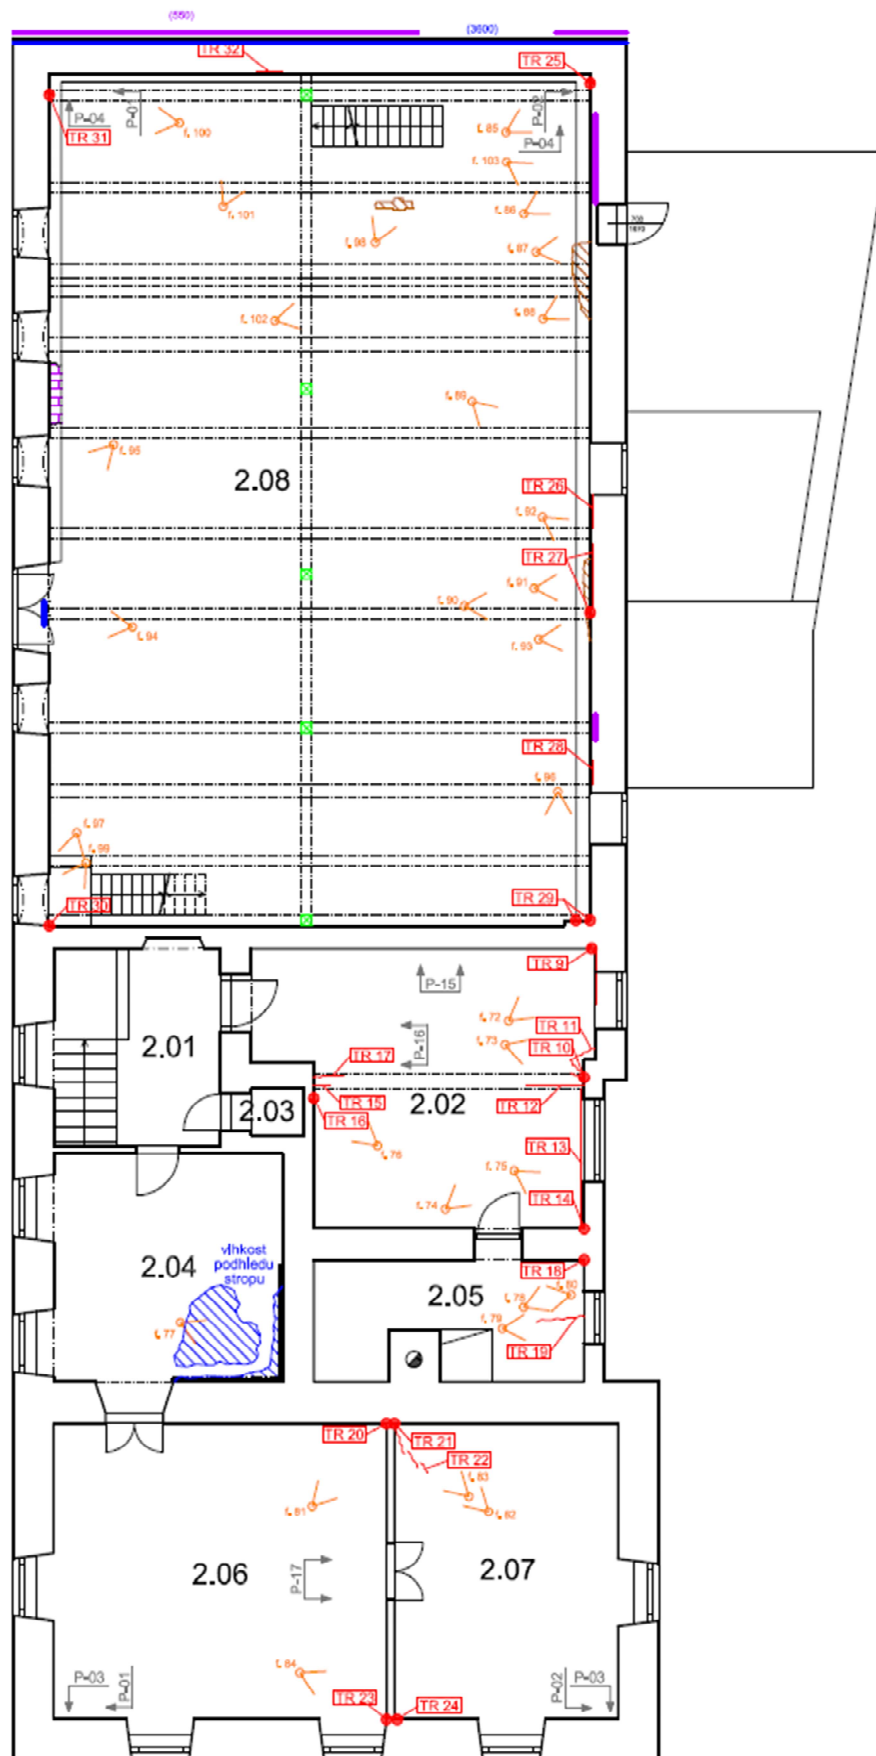 (550)
(3600)
TR 32
TR 25
P-04
P-01
P-02
P-04
TR 31
f. 100
f. 85
f. 103
f. 101
f. 86
f. 98
f. 87
f. 102
f. 88
f. 89
f. 95
2.08
TR 26
f. 92
TR 27
f. 91
f. 90
f. 94
f. 93
TR 28
f. 96
f. 97
f. 99
TR 30
TR 29
TR 9
P-15
f. 72
TR 11
P-16
f. 73
2.01
TR 17
TR 10
2.03
TR 15
2.02
TR 12
TR 16
f. 76
TR 13
f. 75
f. 74
TR 14
vlhkost
podhledu
stropu
2.04
TR 18
2.05
f. 80
f. 78
f. 77
f. 79
TR 19
TR 20
TR 21
TR 22
f. 83
f. 81
f. 82
2.06
P-17
2.07
f. 84
P-03
P-01
P-02
P-03
TR 23
TR 24